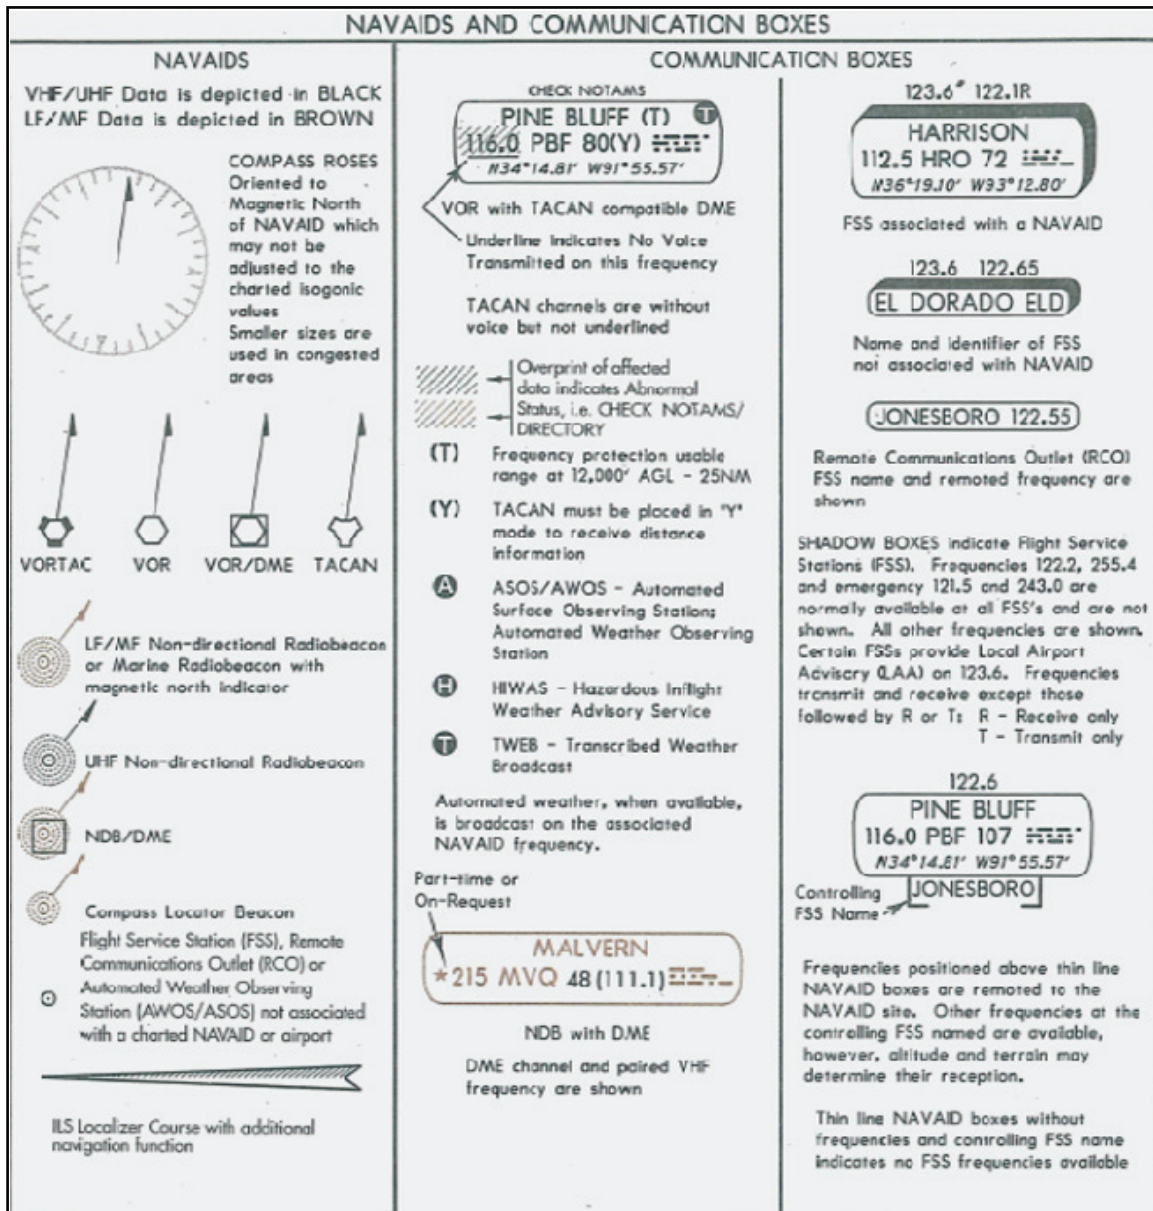 NAVAIDS AND COMMUNICATION BOXES
NAVAIDS
VHF/UHF Data is depicted in BLACK
LF/MF Data is depicted in BROWN
COMPASS ROSES
Oriented to
Magnetic North
of NAVAID which
may not be
adjusted to the
charted isogonic
values
Smaller sizes are
used in congested
areas
VORTAC VOR VOR/DME TACAN
LF/MF Non-directional Radiobeacon
or Marine Radiobeacon with
magnetic north indicator
UHF Non-directional Radiobeacon
NDB/DME
Compass Locator Beacon
Flight Service Station (FSS), Remote
Communications Outlet (RCO) or
Automated Weather Observing
Station (AWOS/ASOS) not associated
with a charted NAVAID or airport
ILS Localizer Course with additional
navigation function
COMMUNICATION BOXES
CHECK NOTAMS
PINE BLUFF (T) T
116.0 PBF 80(Y)
N34°14.81' W91°55.57'
VOR with TACAN compatible DME
Underline indicates No Voice
Transmitted on this frequency
TACAN channels are without
voice but not underlined
Overprint of affected
data indicates Abnormal
Status, i.e. CHECK NOTAMS/
DIRECTORY
(T) Frequency protection usable
range at 12,000' AGL - 25NM
(Y) TACAN must be placed in "Y"
mode to receive distance
information
A ASOS/AWOS - Automated
Surface Observing Station;
Automated Weather Observing
Station
H HIWAS - Hazardous Inflight
Weather Advisory Service
T TWEB - Transcribed Weather
Broadcast
Automated weather, when available,
is broadcast on the associated
NAVAID frequency.
Part-time or
On-Request
MALVERN
*215 MVQ 48 (111.1)
NDB with DME
DME channel and paired VHF
frequency are shown
123.6# 122.1R
HARRISON
112.5 HRO 72
N36°19.10' W93°12.80'
FSS associated with a NAVAID
123.6 122.65
EL DORADO ELD
Name and identifier of FSS
not associated with NAVAID
JONESBORO 122.55
Remote Communications Outlet (RCO)
FSS name and remoted frequency are
shown
SHADOW BOXES indicate Flight Service
Stations (FSS). Frequencies 122.2, 255.4
and emergency 121.5 and 243.0 are
normally available at all FSS's and are not
shown. All other frequencies are shown.
Certain FSSs provide Local Airport
Advisory (LAA) on 123.6. Frequencies
transmit and receive except those
followed by R or T: R - Receive only
T - Transmit only
122.6
PINE BLUFF
116.0 PBF 107
N34°14.81' W91°55.57'
JONESBORO
Controlling
FSS Name
Frequencies positioned above thin line
NAVAID boxes are remoted to the
NAVAID site. Other frequencies at the
controlling FSS named are available,
however, altitude and terrain may
determine their reception.
Thin line NAVAID boxes without
frequencies and controlling FSS name
indicates no FSS frequencies available